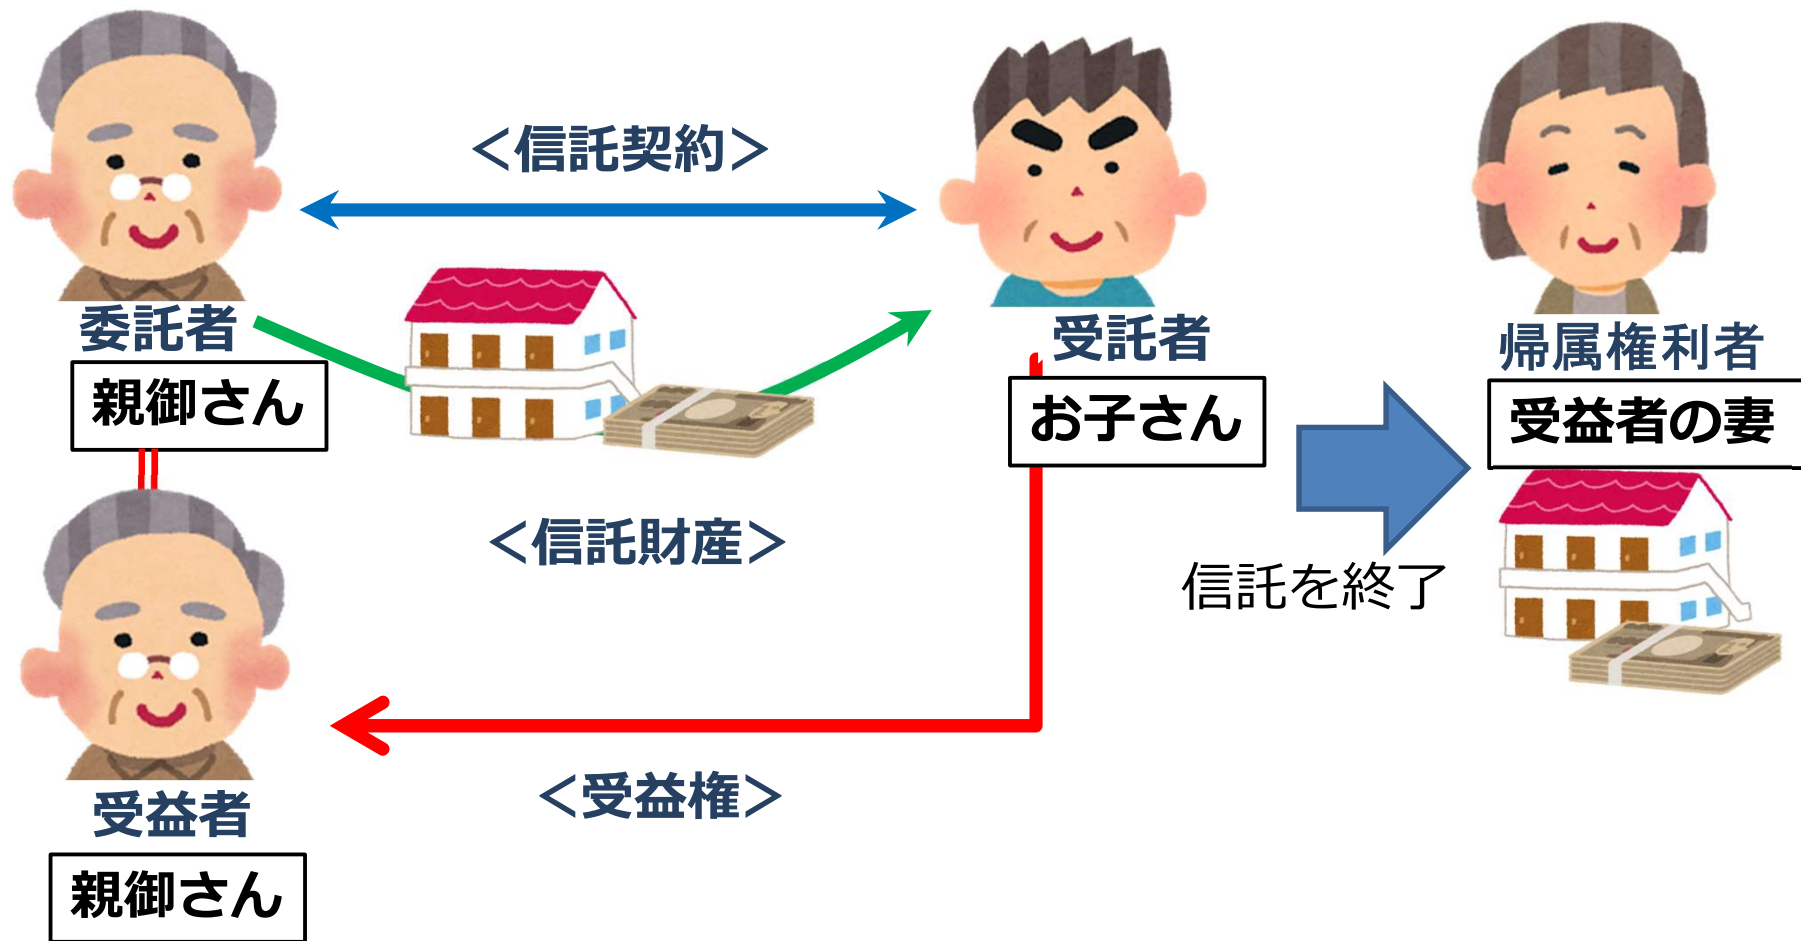 ＜信託契約＞
委託者
親御さん
受託者
お子さん
帰属権利者
受益者の妻
＜信託財産＞
信託を終了
＜受益権＞
受益者
親御さん